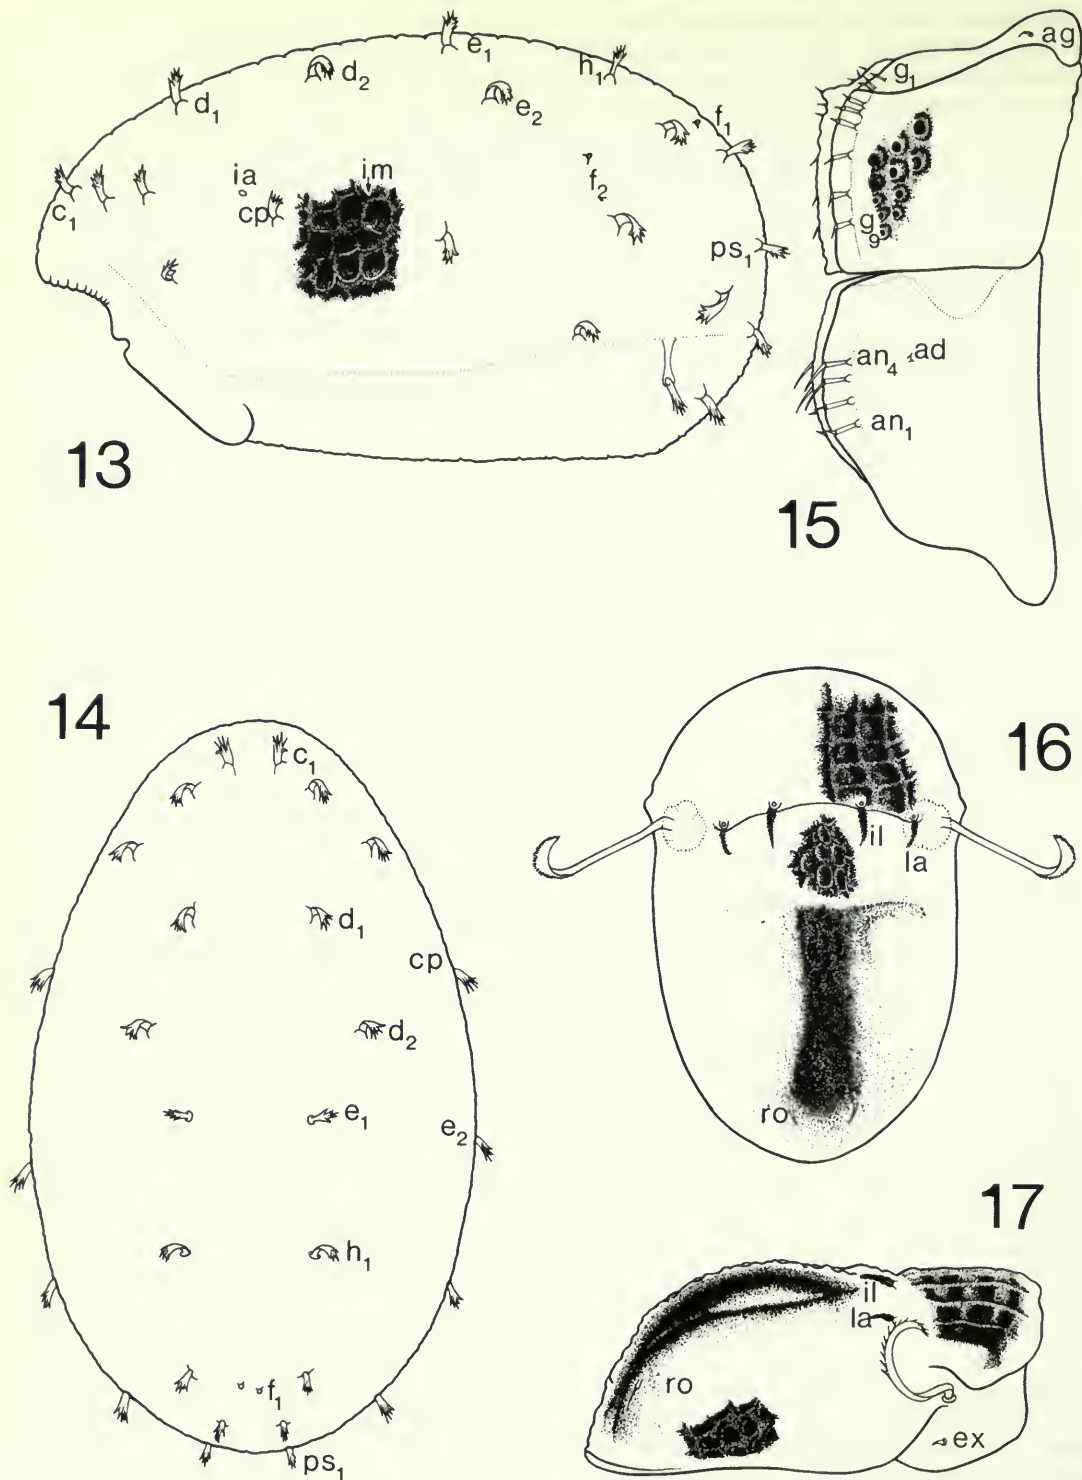 e₁
h₁
d₂
d₁
e₂
f₁
ia
im
f₂
c₁
cp
ps₁
13
ag
g₁
g₉
an₄
ad
an₁
15
14
c₁
d₁
cp
d₂
e₁
e₂
h₁
f₁
ps₁
16
il
la
ro
17
il
la
ro
ex